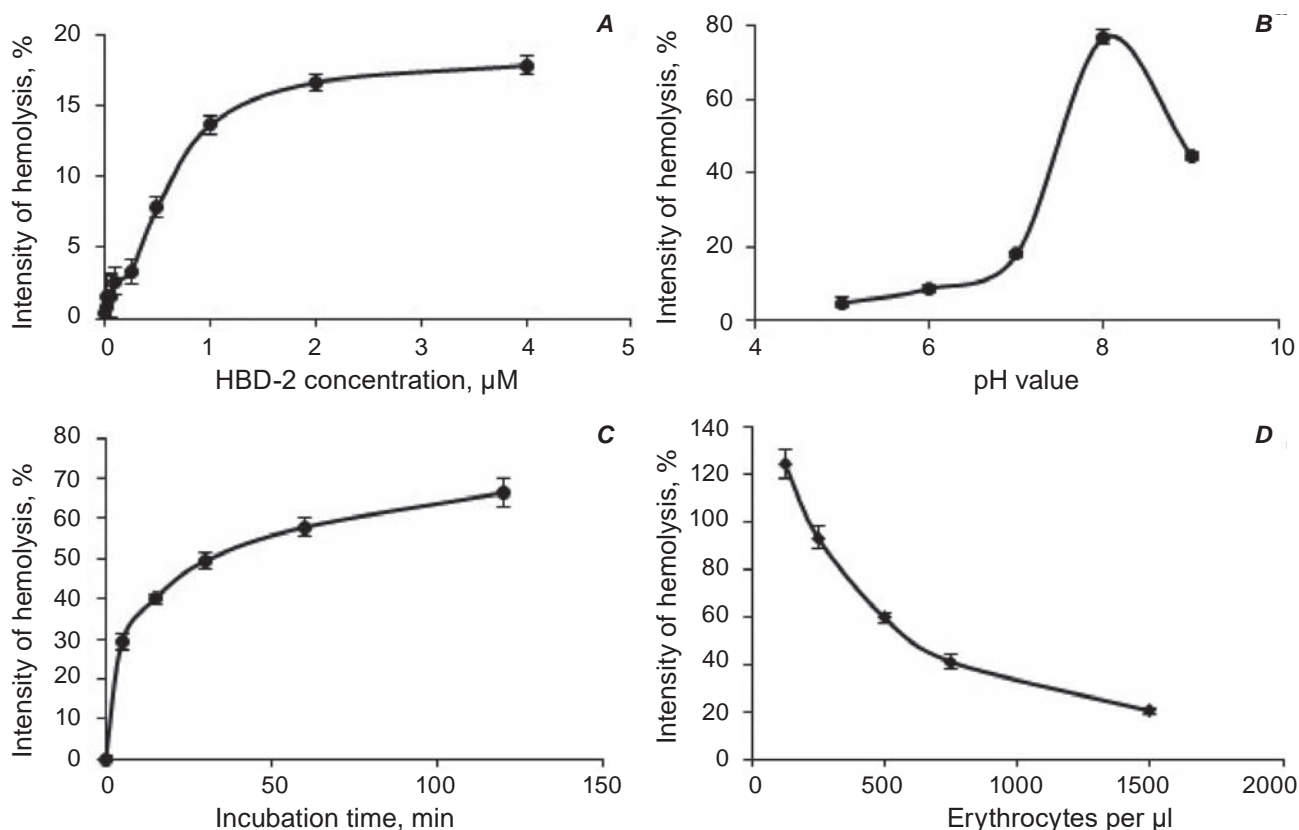 A
Intensity of hemolysis, %
20
15
10
5
0
0 1 2 3 4 5
HBD-2 concentration, µM
B
Intensity of hemolysis, %
80
60
40
20
0
4 6 8 10
pH value
C
Intensity of hemolysis, %
80
70
60
50
40
30
20
10
0
0 50 100 150
Incubation time, min
D
Intensity of hemolysis, %
140
120
100
80
60
40
20
0
0 500 1000 1500 2000
Erythrocytes per µl